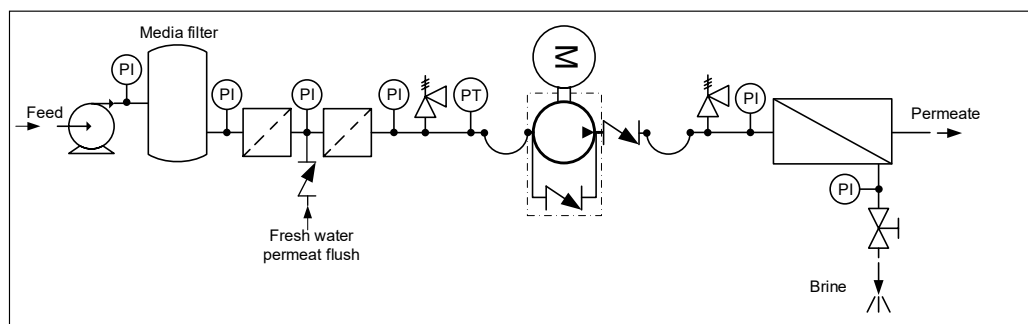 Media filter
PI
Feed
PI
PI
PI
PT
M
PI
Permeate
PI
Fresh water
permeat flush
Brine